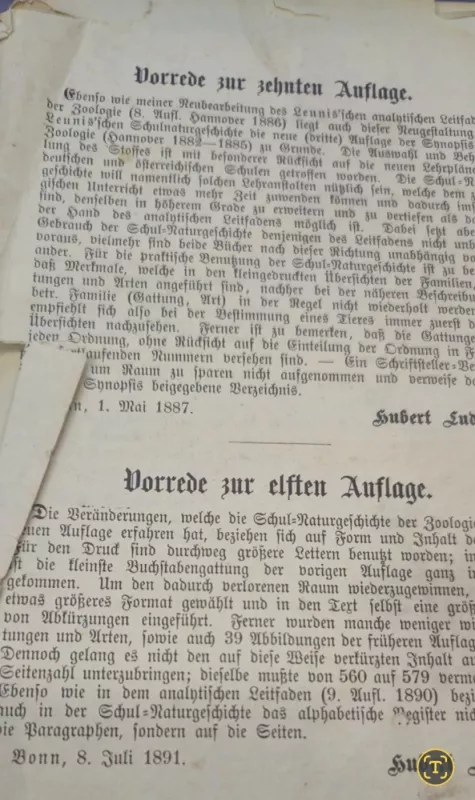 Vorrede zur zehnten Auflage.
Ebenso wie meiner Neubearbeitung des Leunis'schen analytischen Leitfad
der Zoologie (8. Aufl. Hannover 1886) liegt auch dieser Neugestaltung
Leunis'schen Schulnaturgeschichte die neue (dritte) Auflage der Synopsis
Zoologie (Hannover 1882—1885) zu Grunde. Die Auswahl und Beh
lung des Stoffes ist mit besonderer Rücksicht auf die neuen Lehrplän
deutschen und österreichischen Schulen getroffen worden. Die Schul-N
geschichte will namentlich solchen Lehranstalten nützlich sein, welche dem z
gischen Unterricht etwas mehr Zeit zuwenden können und dadurch im
sind, denselben in höherem Grade zu erweitern und zu vertiefen als b
der Hand des analytischen Leitfadens möglich ist. Dabei setzt abe
Gebrauch der Schul-Naturgeschichte denjenigen des Leitfadens nicht un
voraus, vielmehr sind beide Bücher nach dieser Richtung unabhängig vo
ander. Für die praktische Benutzung der Schul-Naturgeschichte ist zu be
daß Merkmale, welche in den kleingedruckten Übersichten der Familien,
tungen und Arten angeführt sind, nachher bei der näheren Beschreib
betr. Familie (Gattung, Art) in der Regel nicht wiederholt werde
empfiehlt sich also bei der Bestimmung eines Tieres immer zuerst
Übersichten nachzusehen. Ferner ist zu bemerken, daß die Gattunge
jeden Ordnung, ohne Rücksicht auf die Einteilung der Ordnung in F
laufenden Nummern versehen sind. — Ein Schriftsteller-Ve
um Raum zu sparen nicht aufgenommen und verweise de
Synopsis beigegebene Verzeichnis.
n, 1. Mai 1887.
Hubert Lud
Vorrede zur elften Auflage.
Die Veränderungen, welche die Schul-Naturgeschichte der Zoologie
uen Auflage erfahren hat, beziehen sich auf Form und Inhalt de
Für den Druck sind durchweg größere Lettern benutzt worden; in
st die kleinste Buchstabengattung der vorigen Auflage ganz i
gekommen. Um den dadurch verlorenen Raum wiederzugewinnen,
etwas größeres Format gewählt und in den Text selbst eine größ
von Abkürzungen eingeführt. Ferner wurden manche weniger wi
tungen und Arten, sowie auch 39 Abbildungen der früheren Auflag
Dennoch gelang es nicht den auf diese Weise verkürzten Inhalt au
Seitenzahl unterzubringen; dieselbe mußte von 560 auf 579 verme
Ebenso wie in dem analytischen Leitfaden (9. Aufl. 1890) bezi
auch in der Schul-Naturgeschichte das alphabetische Register nic
die Paragraphen, sondern auf die Seiten.
Bonn, 8. Juli 1891.
Hu